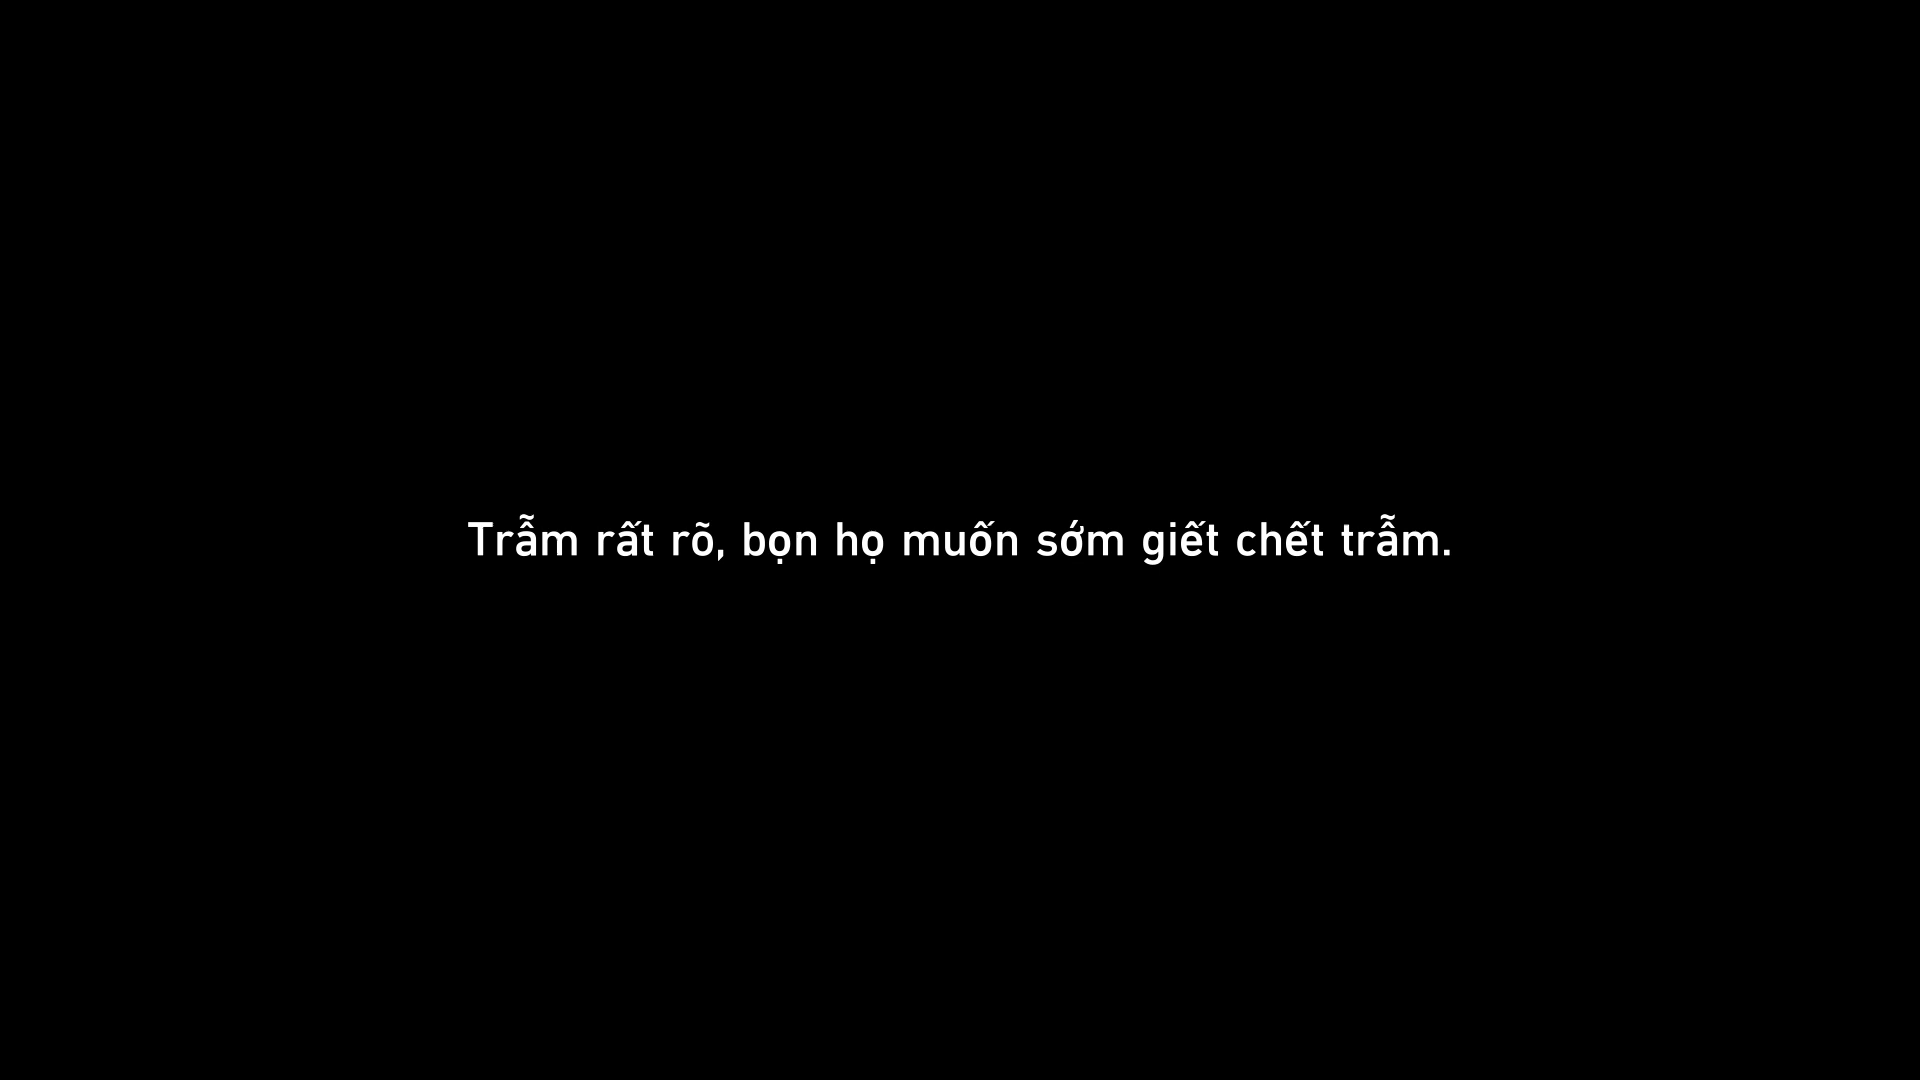 Trẫm rất rõ, bọn họ muốn sớm giết chết trẫm.